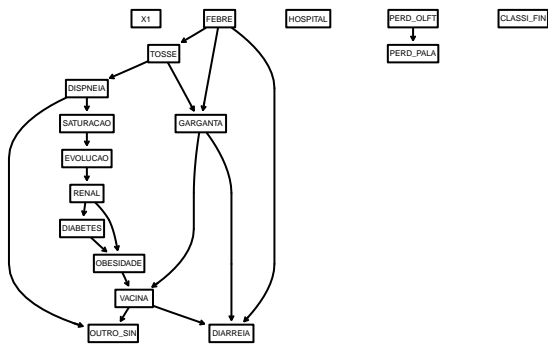 X1 FEBRE HOSPITAL PERD_OLFT CLASSI_FIN
TOSSE PERD_PALA
DISPNEIA
SATURACAO GARGANTA
EVOLUCAO
RENAL
DIABETES
OBESIDADE
VACINA
OUTRO_SIN DIARREIA